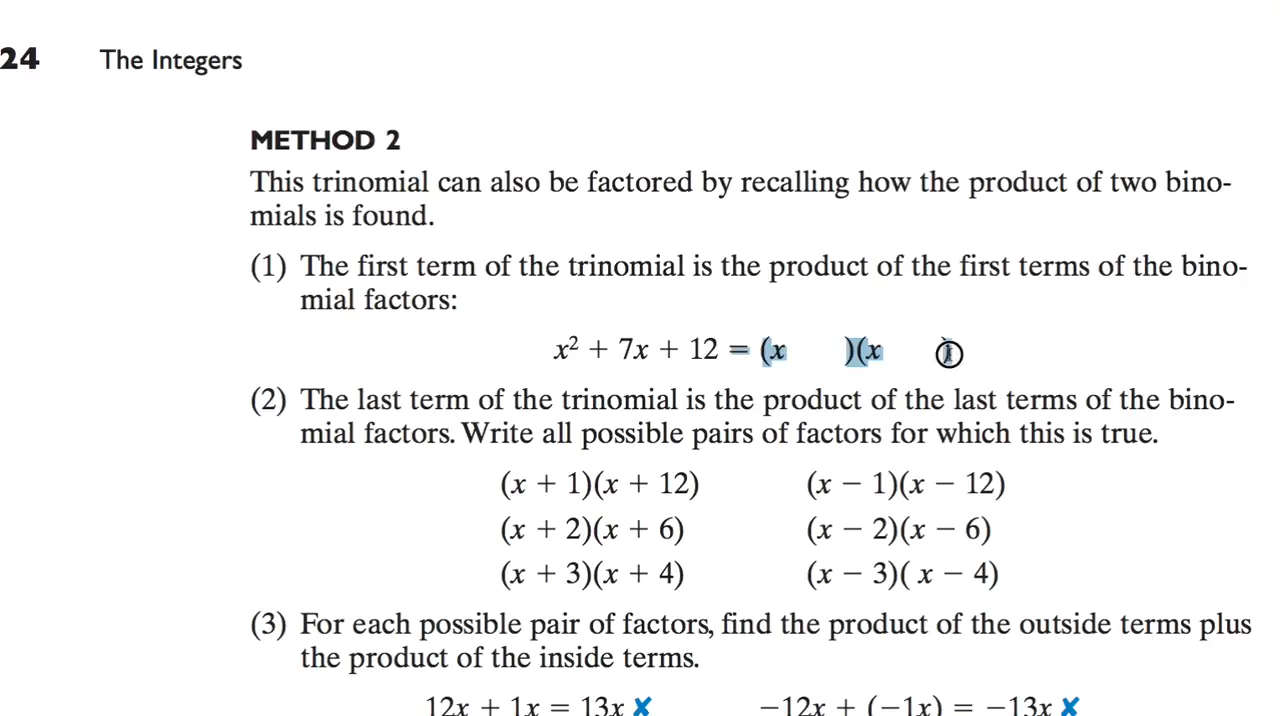 24 The Integers
METHOD 2
This trinomial can also be factored by recalling how the product of two bino-
mials is found.
(1) The first term of the trinomial is the product of the first terms of the bino-
mial factors:
x² + 7x + 12 = (x )(x )
(2) The last term of the trinomial is the product of the last terms of the bino-
mial factors. Write all possible pairs of factors for which this is true.
(x + 1)(x + 12) (x − 1)(x − 12)
(x + 2)(x + 6) (x − 2)(x − 6)
(x + 3)(x + 4) (x − 3)( x − 4)
(3) For each possible pair of factors, find the product of the outside terms plus
the product of the inside terms.
12x + 1x = 13x ✘ −12x + (−1x) = −13x ✘